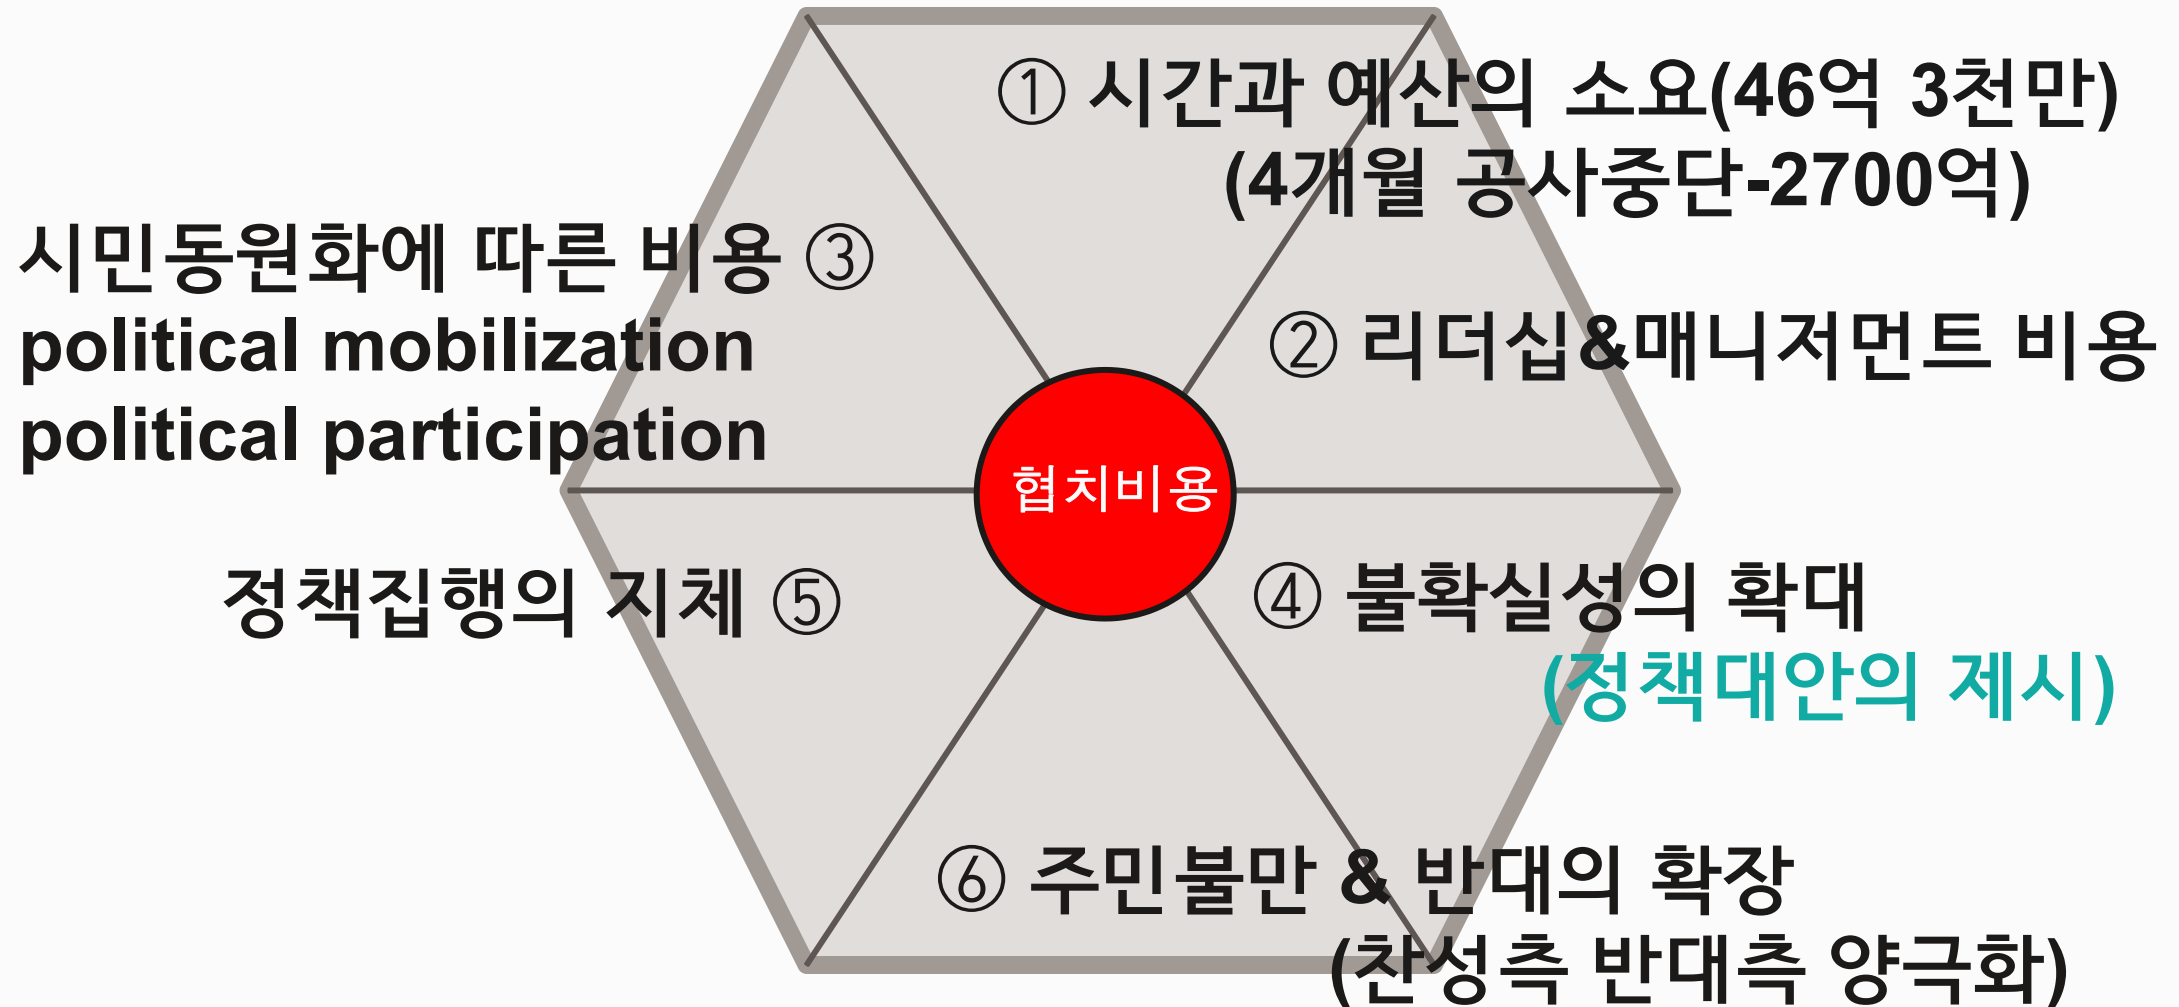 ① 시간과 예산의 소요(46억 3천만)
(4개월 공사중단-2700억)
② 리더십&매니저먼트 비용
시민동원화에 따른 비용 ③
political mobilization
political participation
협치비용
④ 불확실성의 확대
(정책대안의 제시)
정책집행의 지체 ⑤
⑥ 주민불만 & 반대의 확장
(찬성측 반대측 양극화)